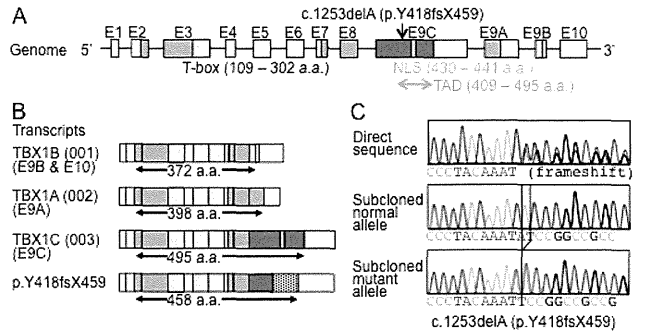 A
c.1253delA (p.Y418fsX459)
E1 E2 E3 E4 E5 E6 E7 E8 E9C E9A E9B E10
Genome 5' 3'
T-box (109 – 302 a.a.)
NLS (430 – 441 a.a.)
TAD (409 – 495 a.a.)
B
Transcripts
TBX1B (001)
(E9B & E10)
372 a.a.
TBX1A (002)
(E9A)
398 a.a.
TBX1C (003)
(E9C)
495 a.a.
p.Y418fsX459
458 a.a.
C
Direct
sequence
CCCTACAAAT (frameshift)
Subcloned
normal
allele
CCCTACAAATATCCGGCCGCC
Subcloned
mutant
allele
CCCTACAAATTCCGGCCGCCG
c.1253delA (p.Y418fsX459)